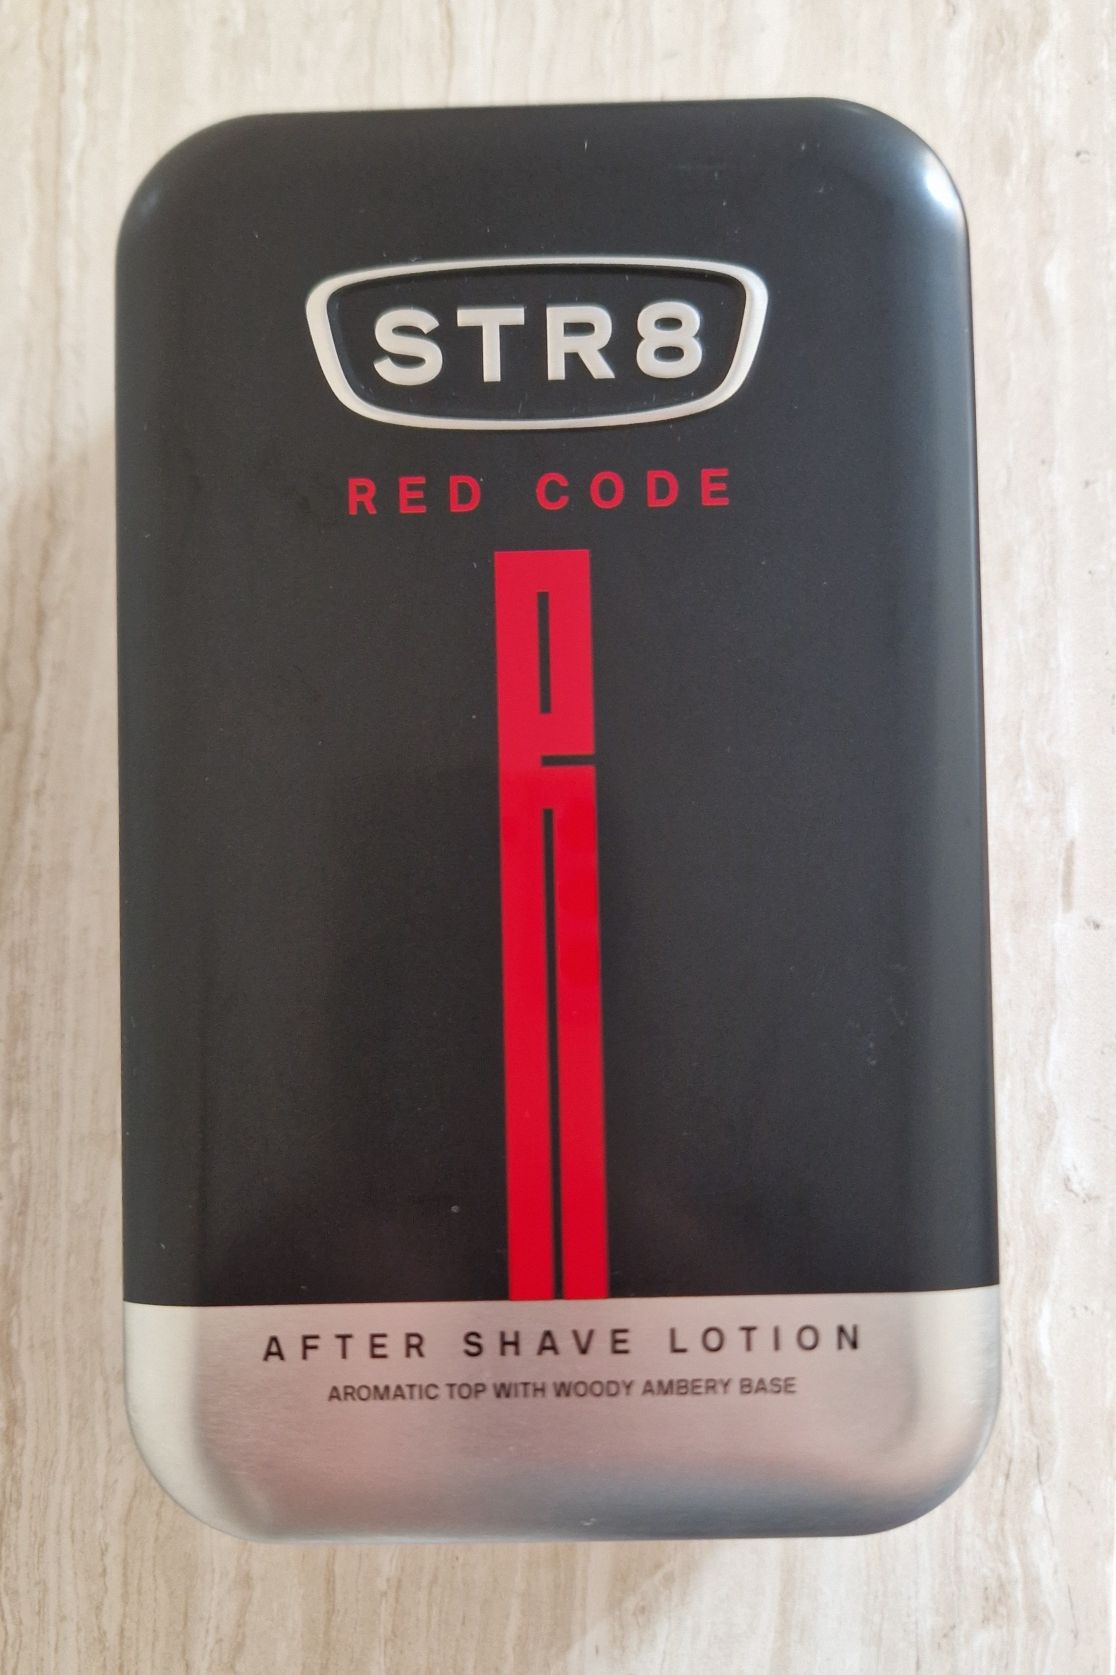 STR8
RED CODE
AFTER SHAVE LOTION
AROMATIC TOP WITH WOODY AMBERY BASE